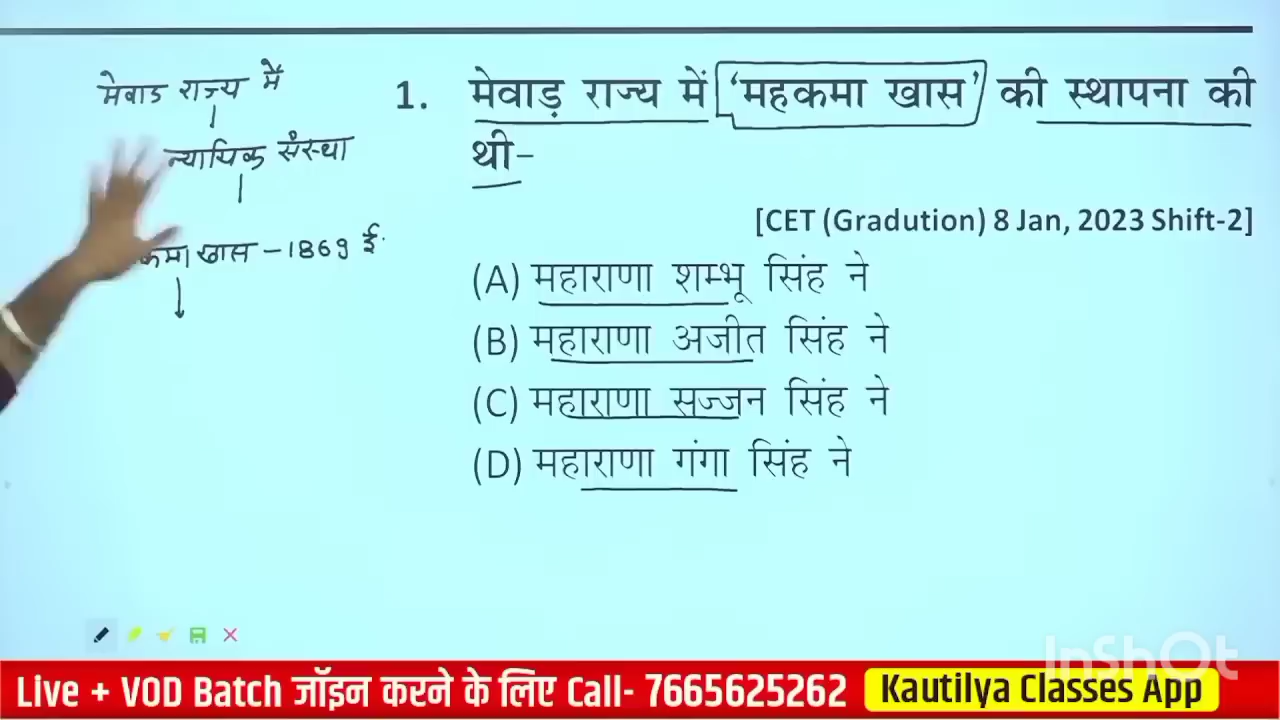 मेवाड राज्य में
न्यायिक संस्था
कमा खास – 1869 ई.
1. मेवाड़ राज्य में ‘महकमा खास’ की स्थापना की
थी–
[CET (Gradution) 8 Jan, 2023 Shift-2]
(A) महाराणा शम्भू सिंह ने
(B) महाराणा अजीत सिंह ने
(C) महाराणा सज्जन सिंह ने
(D) महाराणा गंगा सिंह ने
InShOt
Live + VOD Batch जॉइन करने के लिए Call- 7665625262 Kautilya Classes App